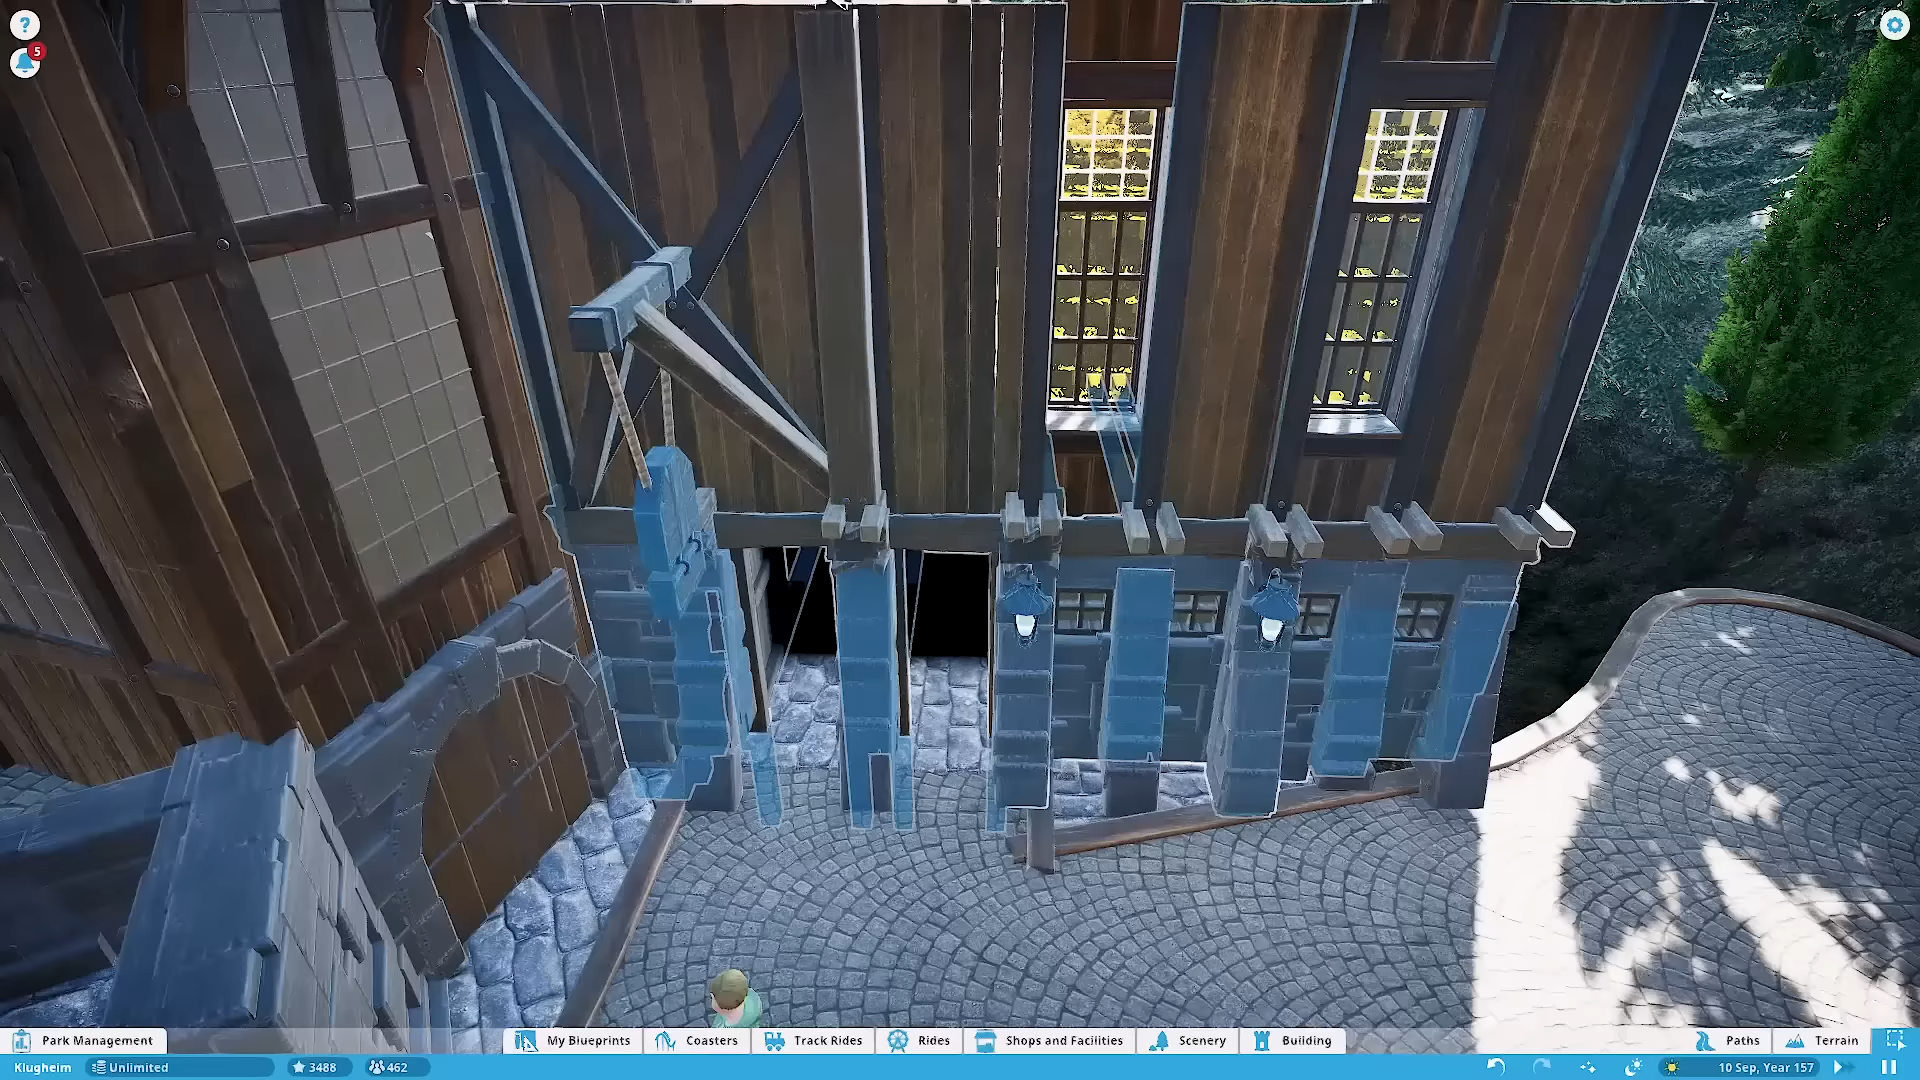 ?
5
Park Management
My Blueprints
Coasters
Track Rides
Rides
Shops and Facilities
Scenery
Building
Paths
Terrain
Klugheim
Unlimited
3488
462
10 Sep, Year 157